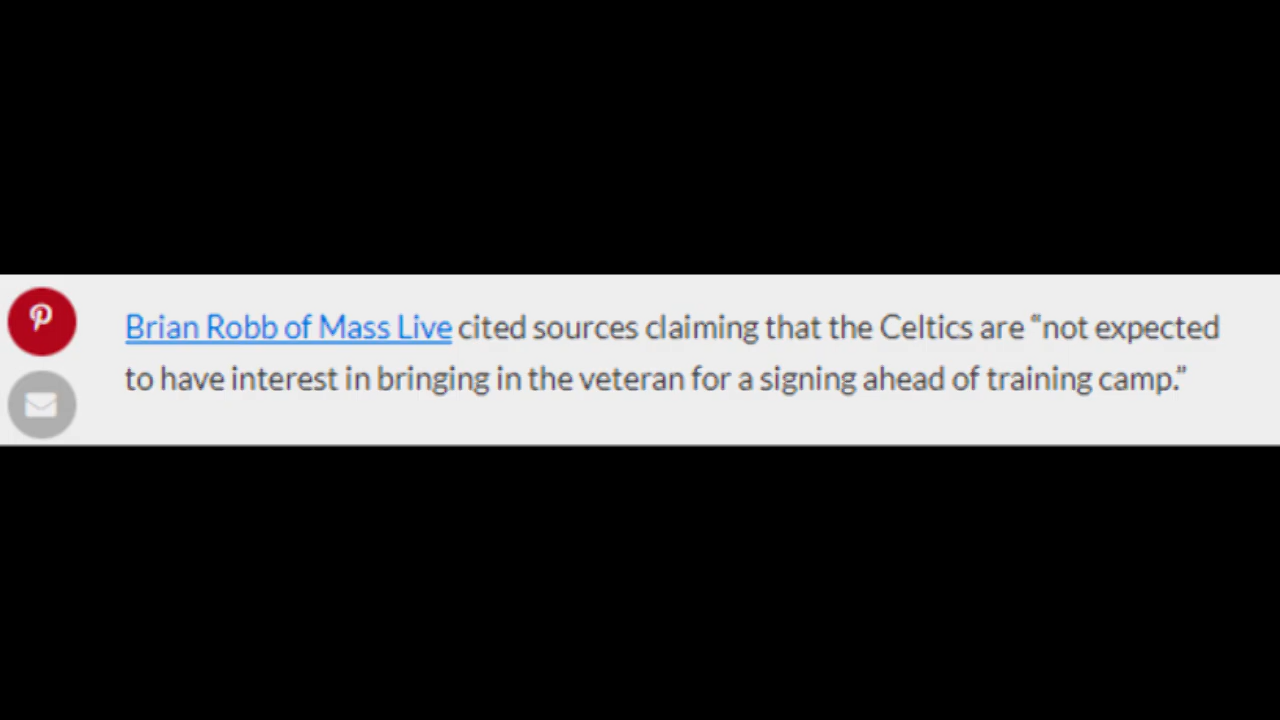 Brian Robb of Mass Live cited sources claiming that the Celtics are “not expected
to have interest in bringing in the veteran for a signing ahead of training camp.”